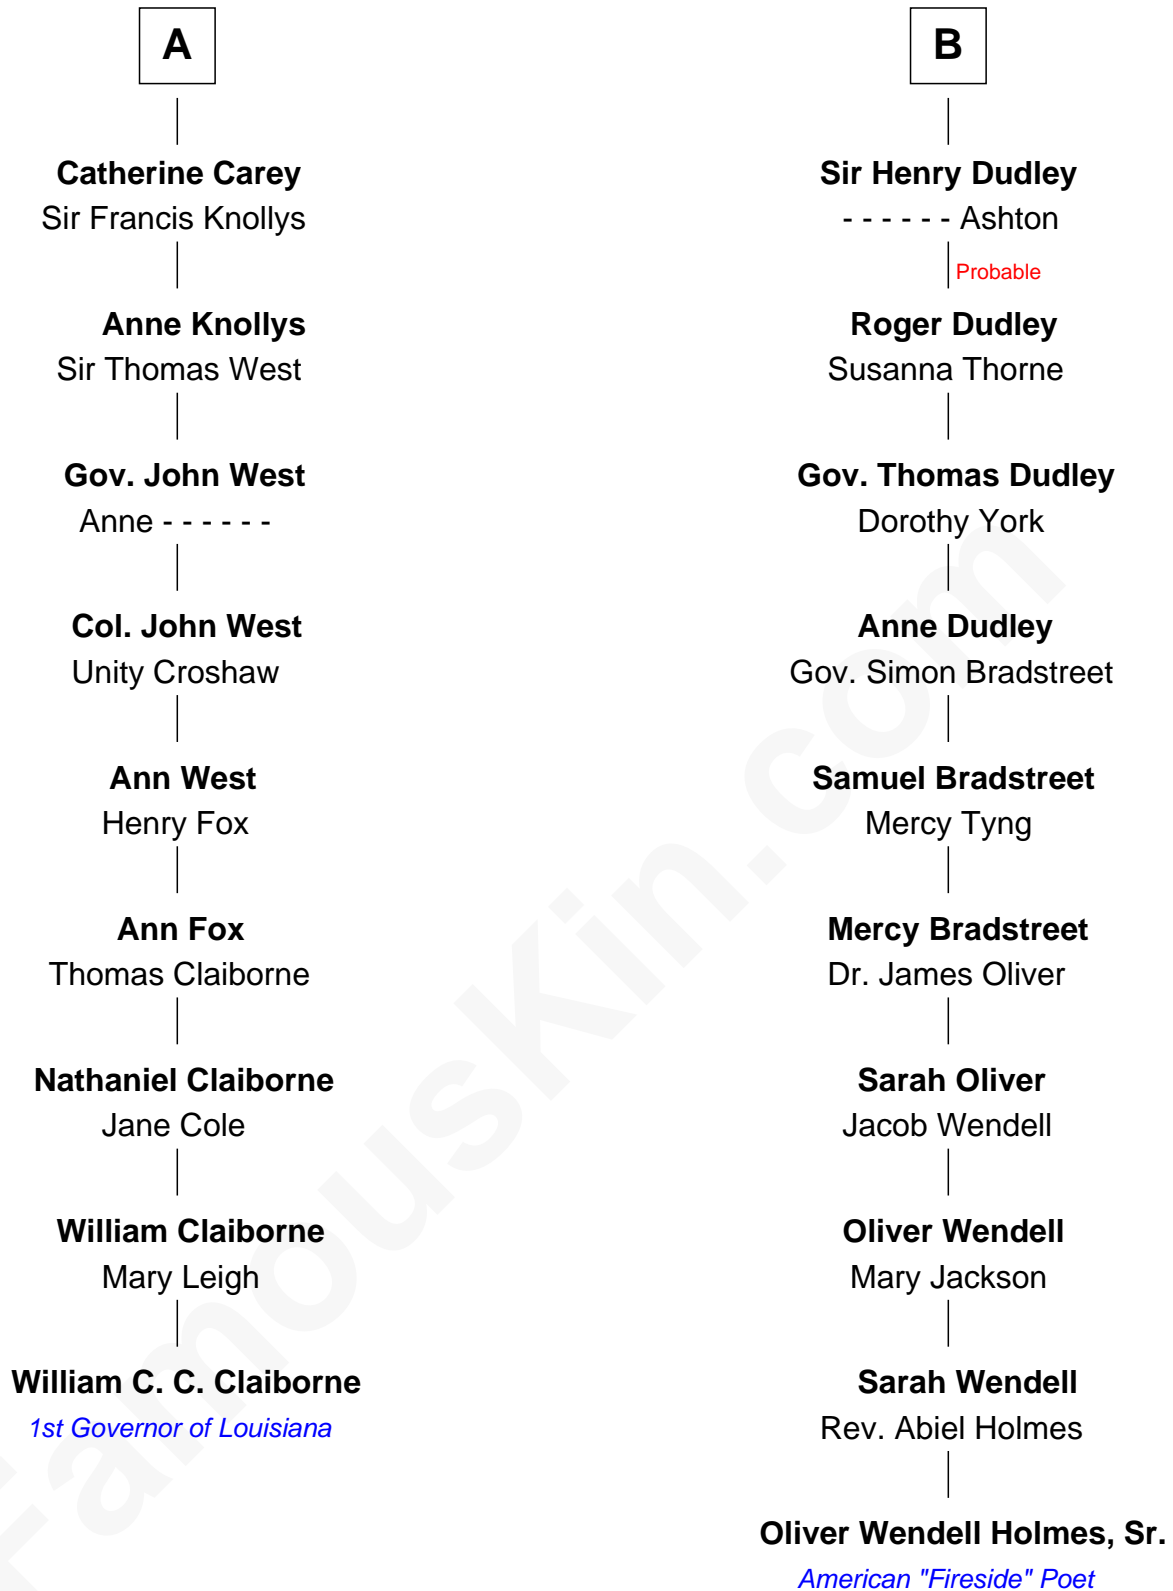 A
Catherine Carey
Sir Francis Knollys
Anne Knollys
Sir Thomas West
Gov. John West
Anne - - - - - -
Col. John West
Unity Croshaw
Ann West
Henry Fox
Ann Fox
Thomas Claiborne
Nathaniel Claiborne
Jane Cole
William Claiborne
Mary Leigh
William C. C. Claiborne
1st Governor of Louisiana
B
Sir Henry Dudley
- - - - - - Ashton
Probable
Roger Dudley
Susanna Thorne
Gov. Thomas Dudley
Dorothy York
Anne Dudley
Gov. Simon Bradstreet
Samuel Bradstreet
Mercy Tyng
Mercy Bradstreet
Dr. James Oliver
Sarah Oliver
Jacob Wendell
Oliver Wendell
Mary Jackson
Sarah Wendell
Rev. Abiel Holmes
Oliver Wendell Holmes, Sr.
American "Fireside" Poet
FamousKin.com